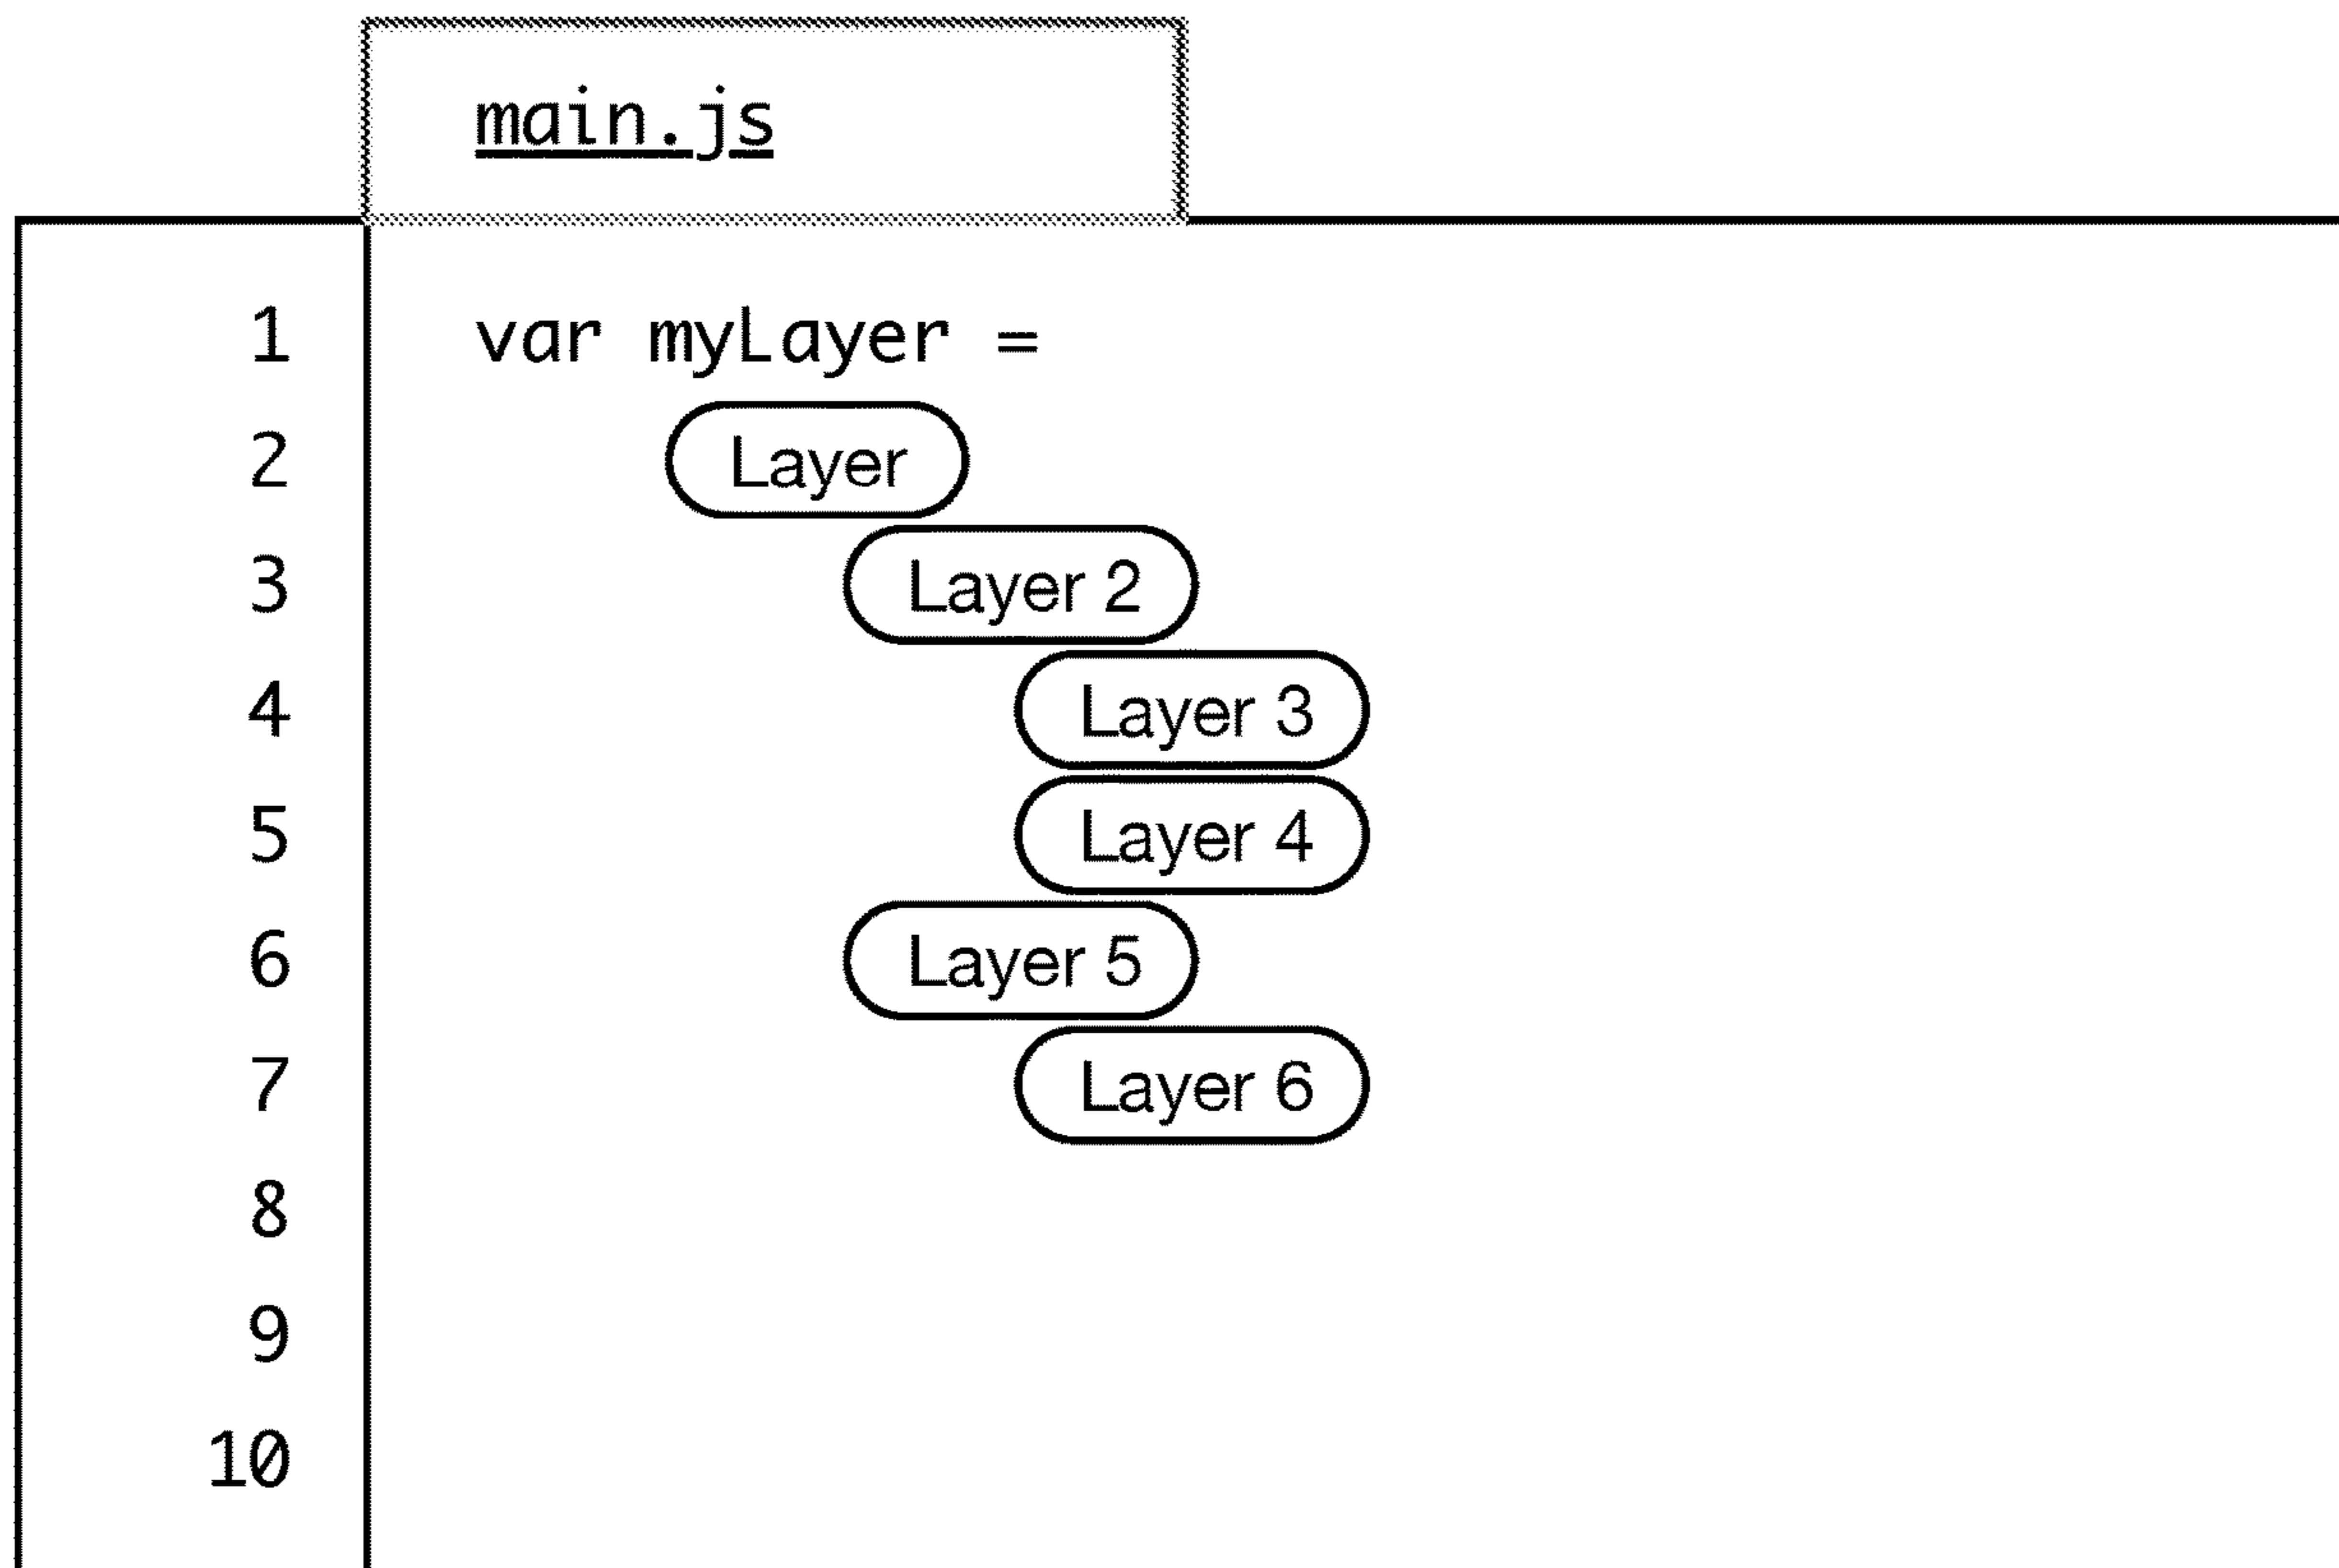 main.js
1 var myLayer =
2 Layer
3 Layer 2
4 Layer 3
5 Layer 4
6 Layer 5
7 Layer 6
8
9
10